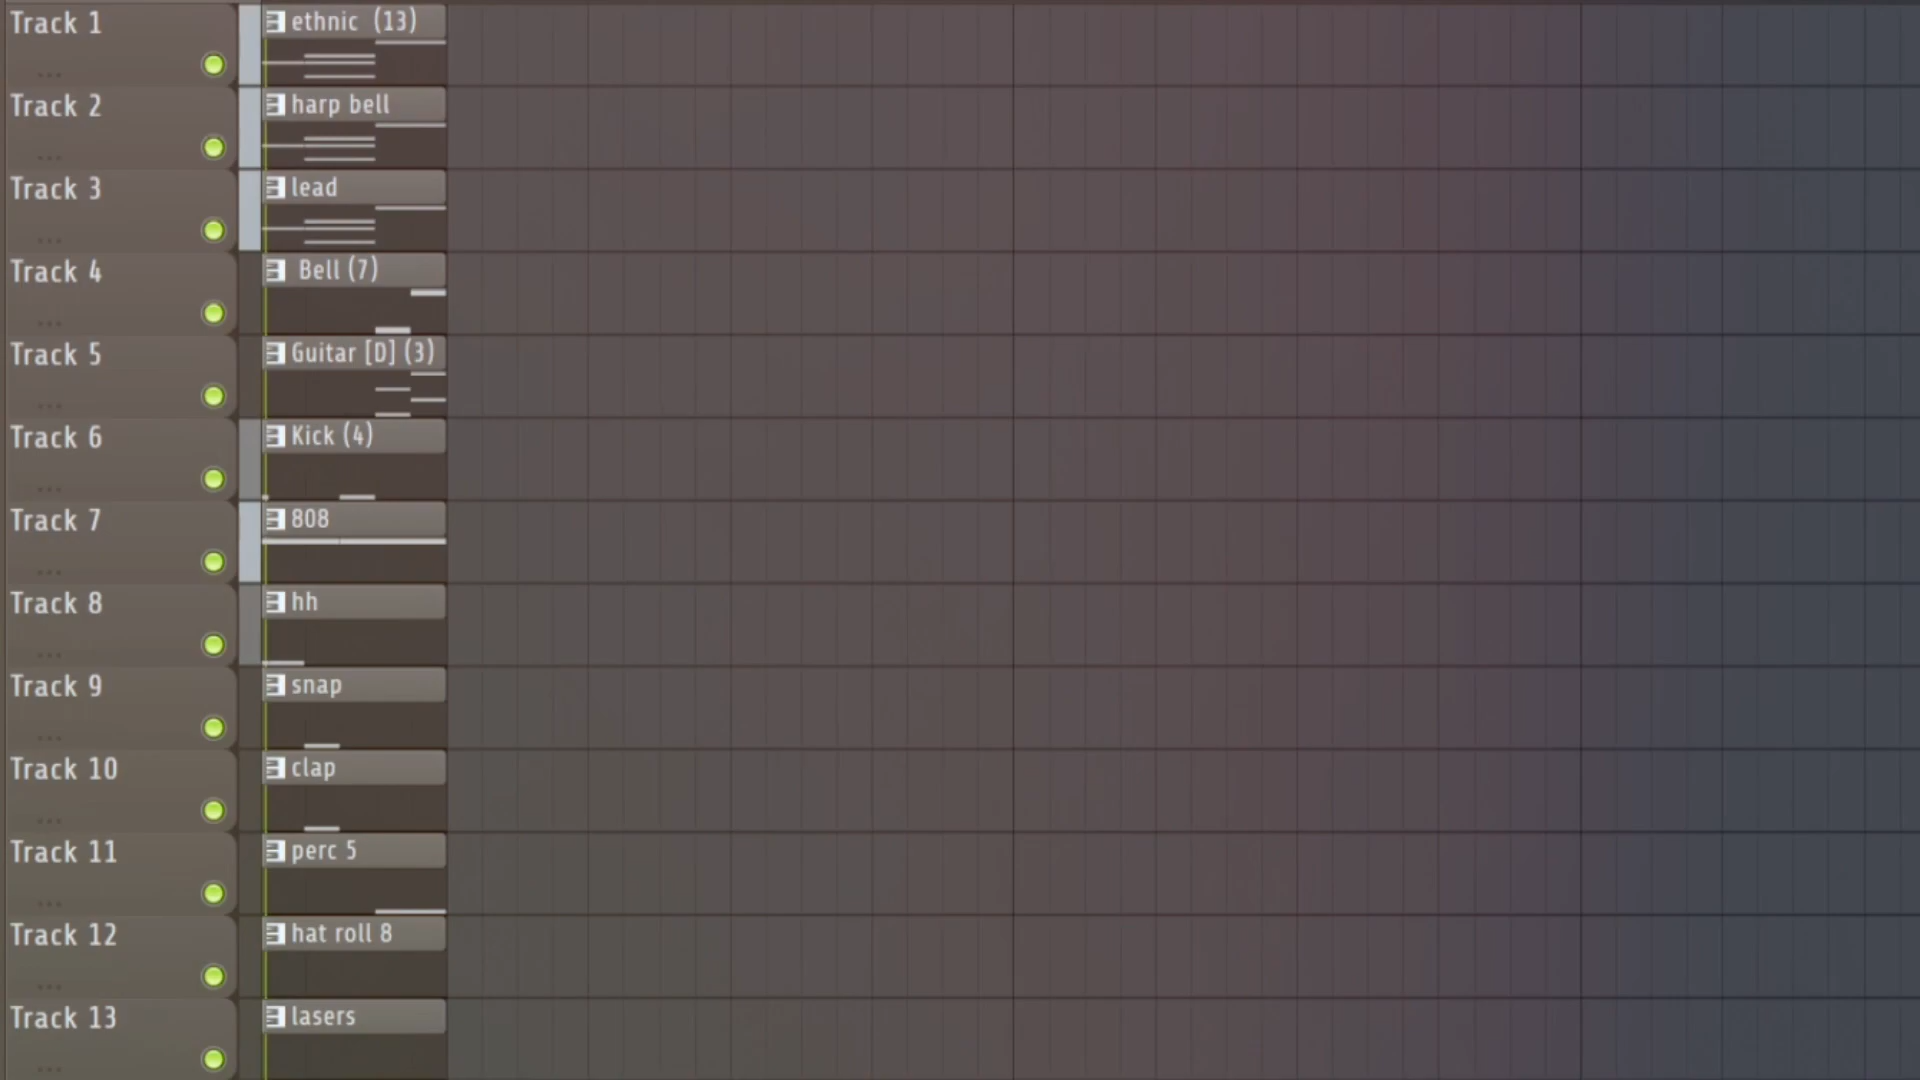 Track 1
ethnic (13)
Track 2
harp bell
Track 3
lead
Track 4
Bell (7)
Track 5
Guitar [D] (3)
Track 6
Kick (4)
Track 7
808
Track 8
hh
Track 9
snap
Track 10
clap
Track 11
perc 5
Track 12
hat roll 8
Track 13
lasers